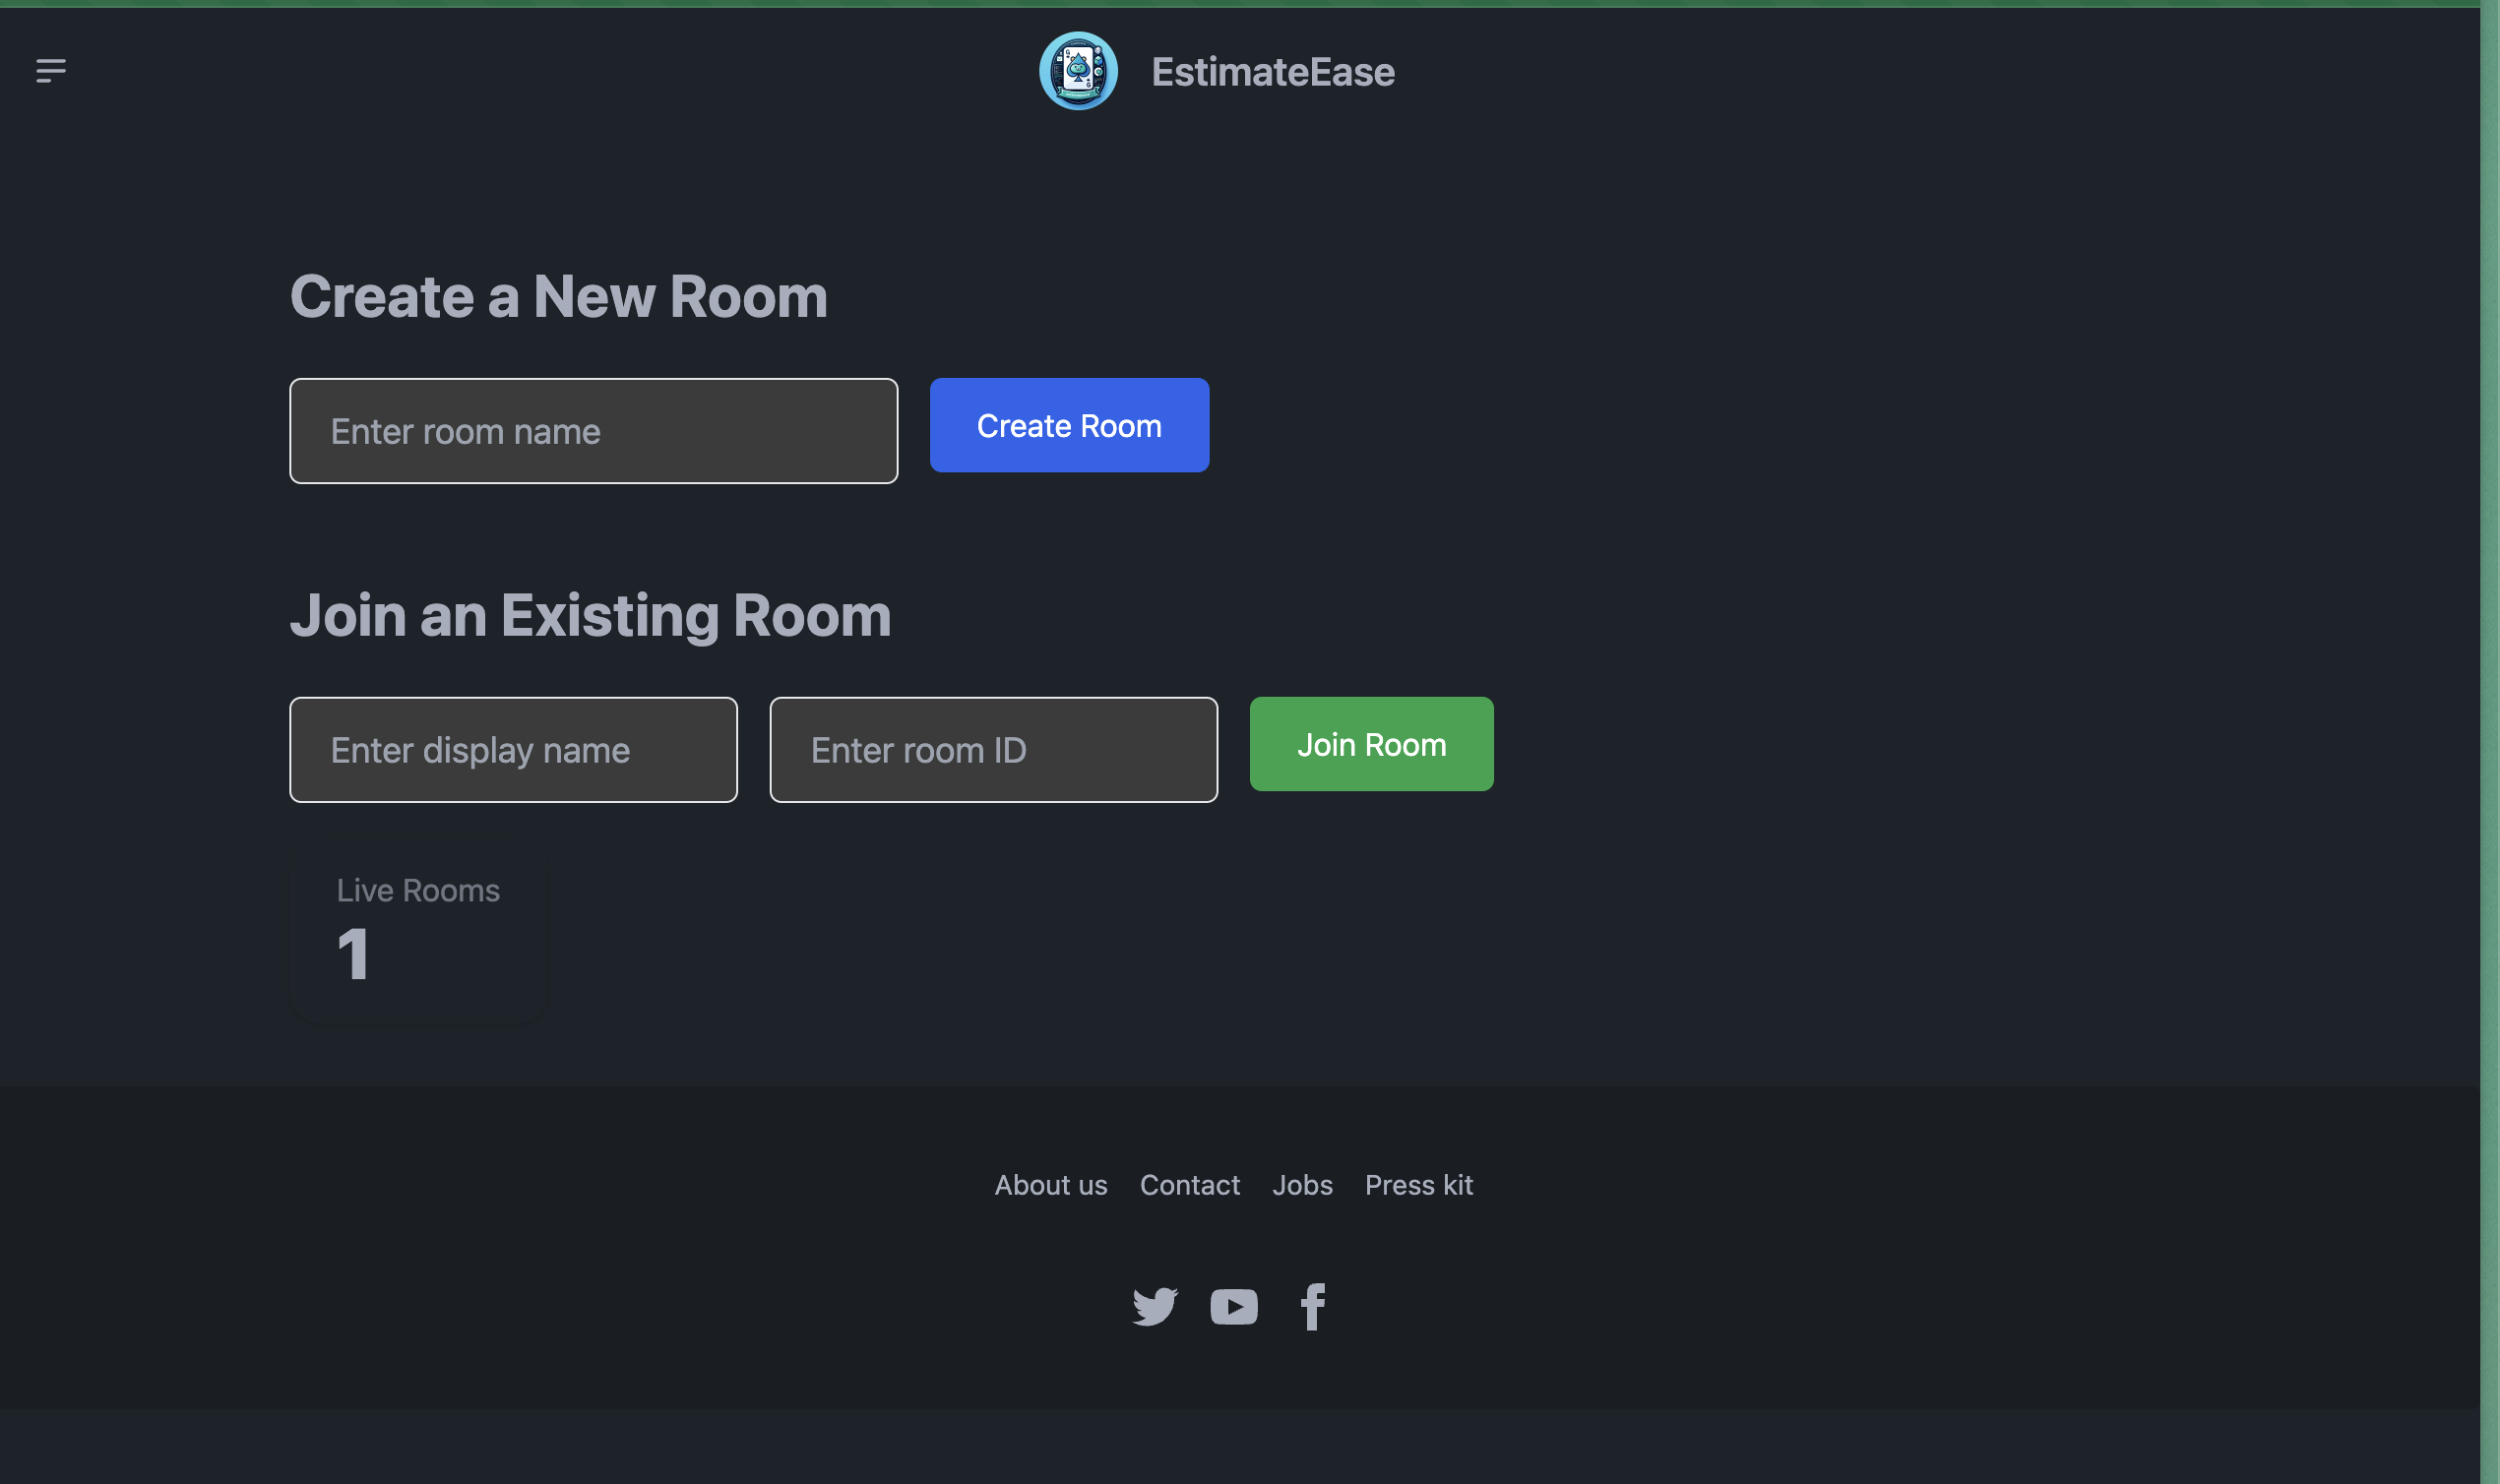 EstimateEase
Create a New Room
Enter room name
Create Room
Join an Existing Room
Enter display name
Enter room ID
Join Room
Live Rooms
1
About us
Contact
Jobs
Press kit